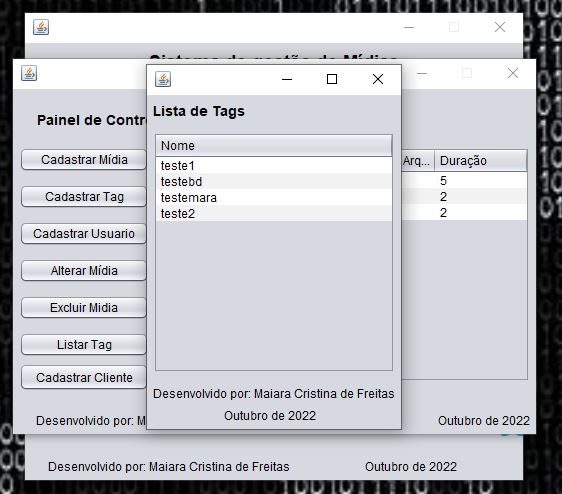 Sistema de gestão de Mídias
Painel de Contr
Lista de Tags
Nome
teste1
testebd
testemara
teste2
Cadastrar Mídia
Cadastrar Tag
Cadastrar Usuario
Alterar Mídia
Excluir Midia
Listar Tag
Cadastrar Cliente
Arq... Duração
5
2
2
Desenvolvido por: Maiara Cristina de Freitas
Outubro de 2022
Desenvolvido por: M
Outubro de 2022
Desenvolvido por: Maiara Cristina de Freitas
Outubro de 2022